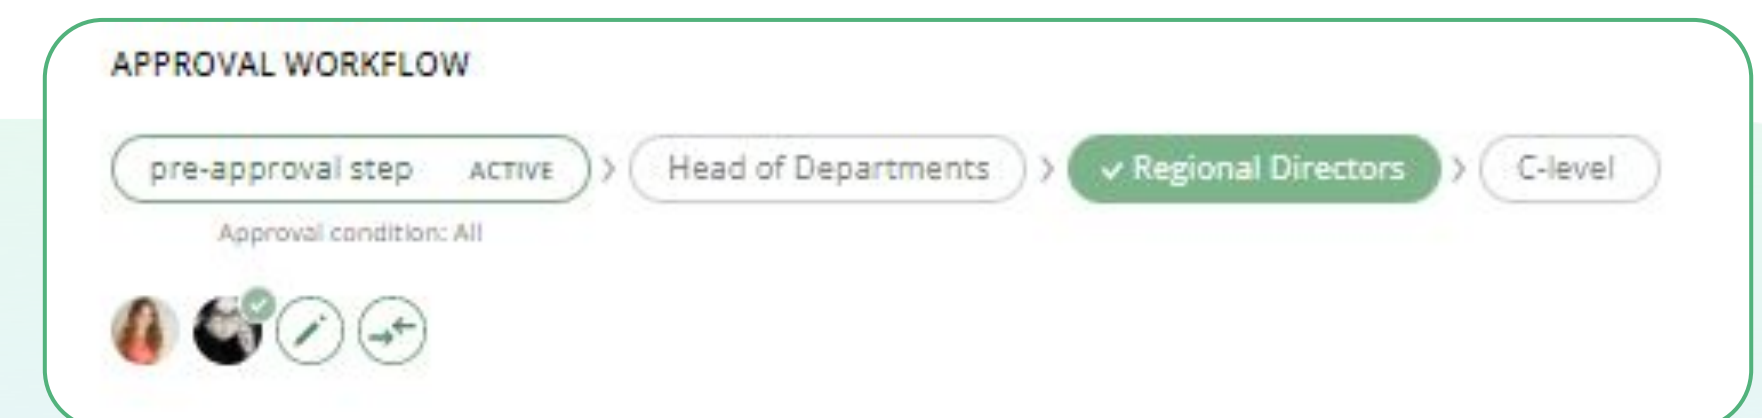 APPROVAL WORKFLOW
pre-approval step ACTIVE Head of Departments Regional Directors C-level
Approval condition: All